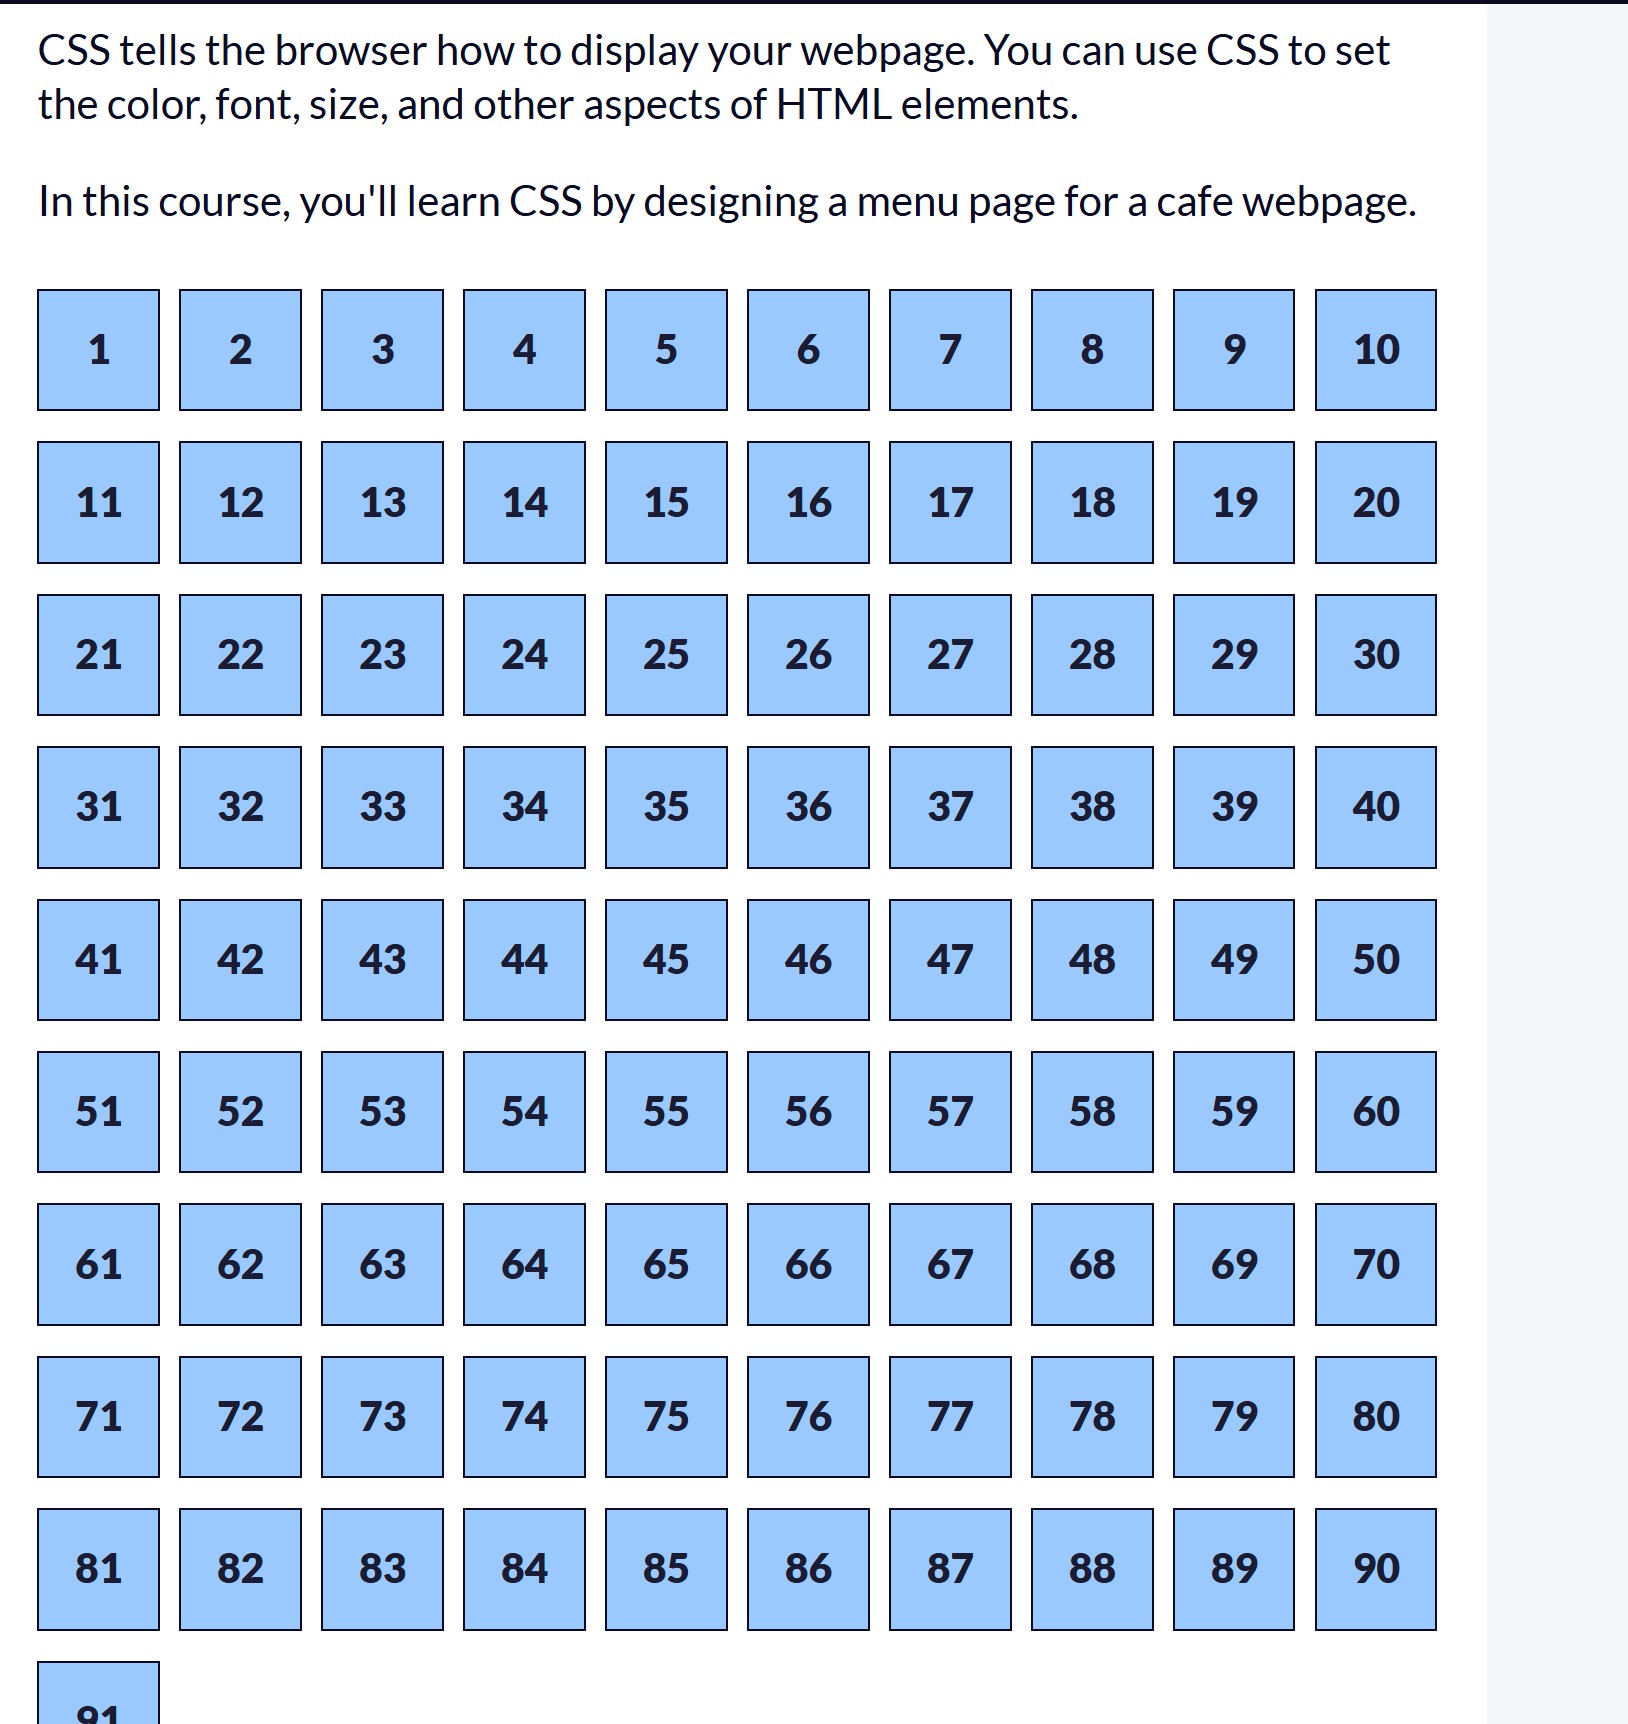 CSS tells the browser how to display your webpage. You can use CSS to set
the color, font, size, and other aspects of HTML elements.
In this course, you'll learn CSS by designing a menu page for a cafe webpage.
1 2 3 4 5 6 7 8 9 10
11 12 13 14 15 16 17 18 19 20
21 22 23 24 25 26 27 28 29 30
31 32 33 34 35 36 37 38 39 40
41 42 43 44 45 46 47 48 49 50
51 52 53 54 55 56 57 58 59 60
61 62 63 64 65 66 67 68 69 70
71 72 73 74 75 76 77 78 79 80
81 82 83 84 85 86 87 88 89 90
91